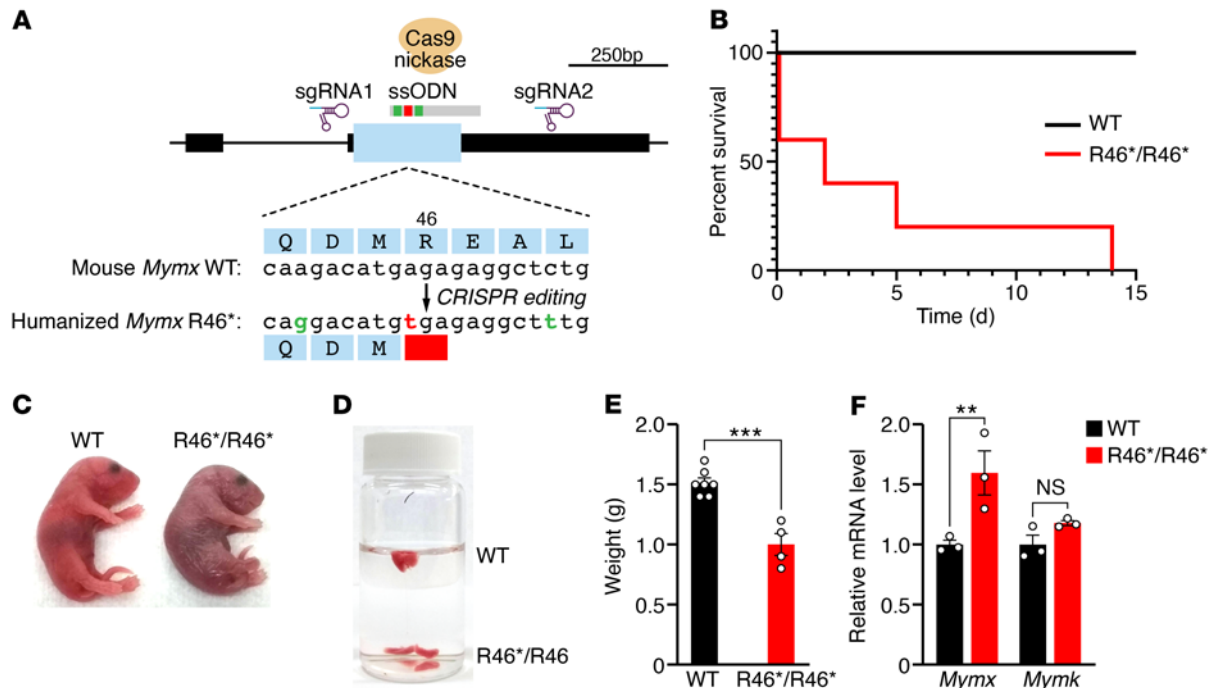 A
Cas9
nickase
250bp
sgRNA1
ssODN
sgRNA2
46
Q D M R E A L
Mouse Mymx WT: caagacatgagagaggctctg
CRISPR editing
Humanized Mymx R46*: caggacatgtgagaggctttg
Q D M
B
100
50
0
Percent survival
WT
R46*/R46*
0 5 10 15
Time (d)
C
WT R46*/R46*
D
WT
R46*/R46
E
2.0
1.5
1.0
0.5
0
Weight (g)
***
WT R46*/R46*
F
2.0
1.5
1.0
0.5
0
Relative mRNA level
**
NS
WT
R46*/R46*
Mymx Mymk